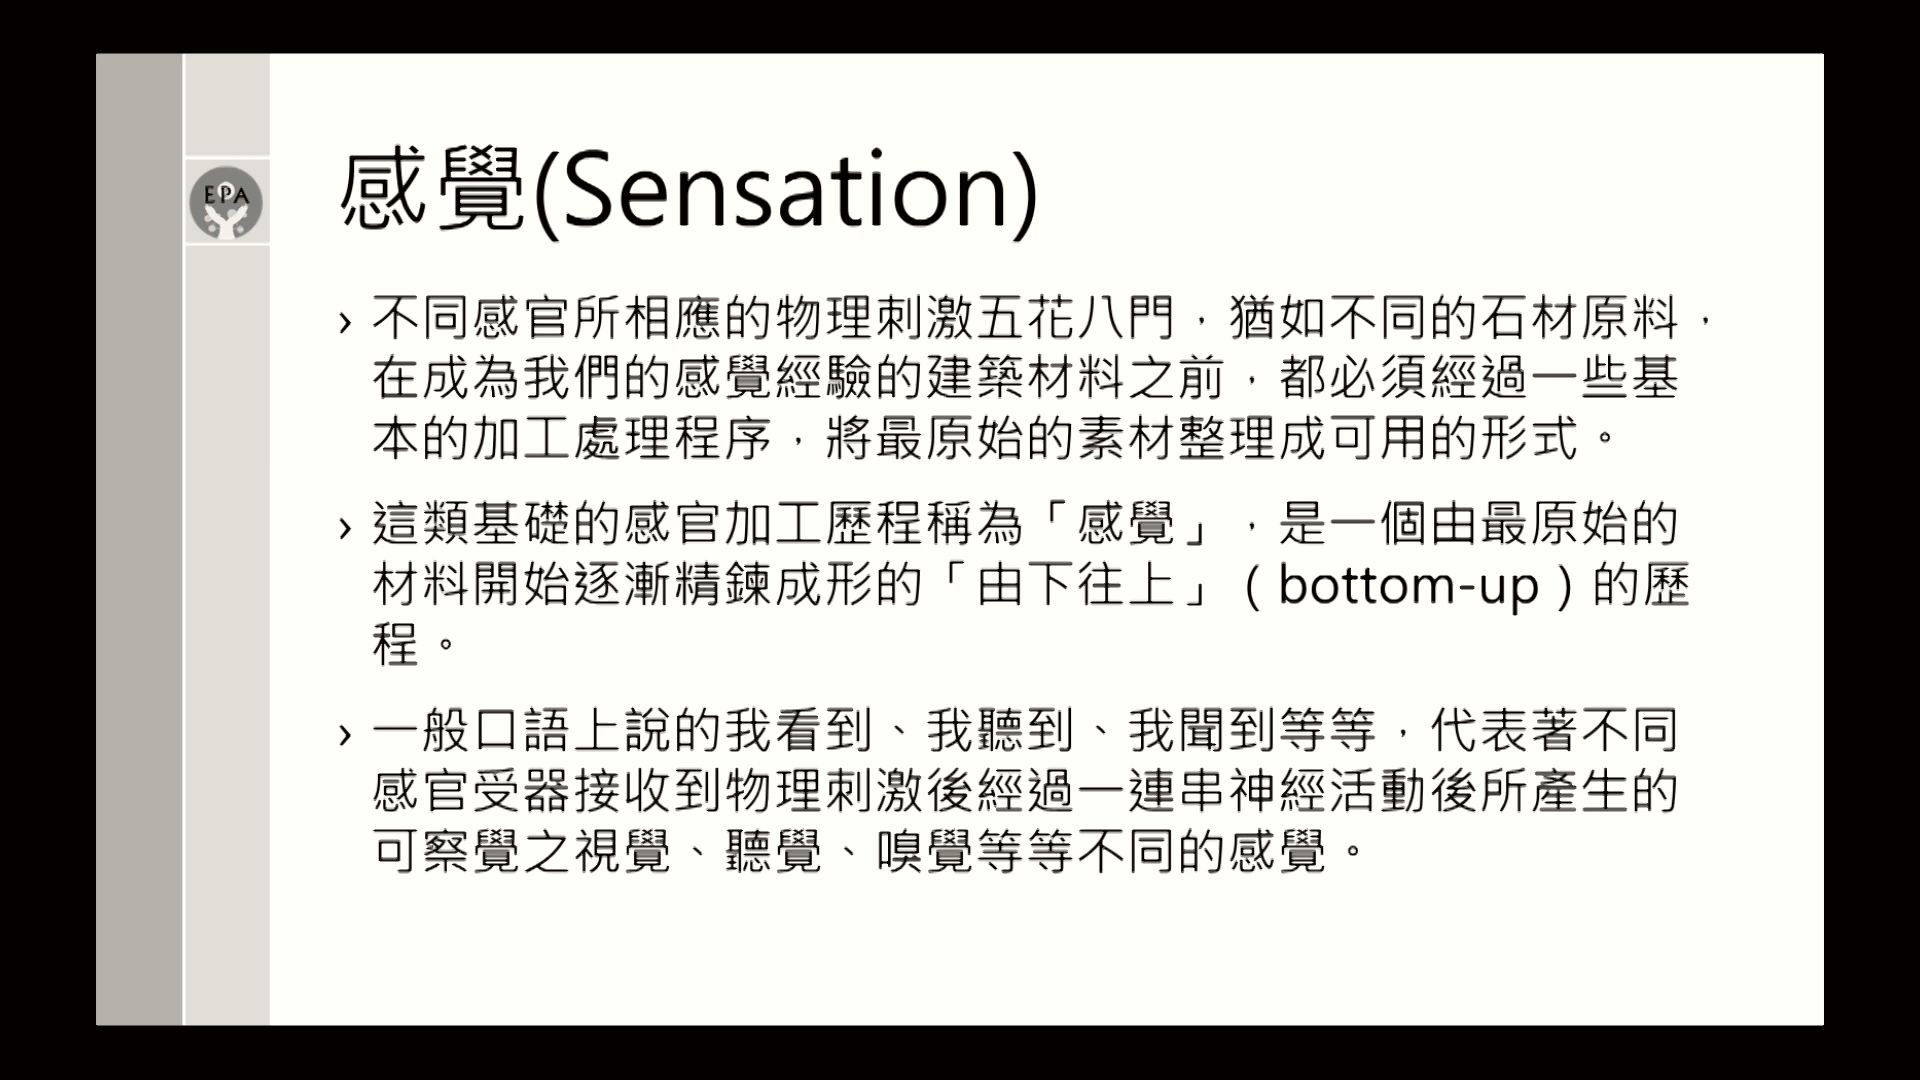 EPA
感覺(Sensation)
› 不同感官所相應的物理刺激五花八門，猶如不同的石材原料，
在成為我們的感覺經驗的建築材料之前，都必須經過一些基
本的加工處理程序，將最原始的素材整理成可用的形式。
› 這類基礎的感官加工歷程稱為「感覺」，是一個由最原始的
材料開始逐漸精鍊成形的「由下往上」（bottom-up）的歷
程。
› 一般口語上說的我看到、我聽到、我聞到等等，代表著不同
感官受器接收到物理刺激後經過一連串神經活動後所產生的
可察覺之視覺、聽覺、嗅覺等等不同的感覺。